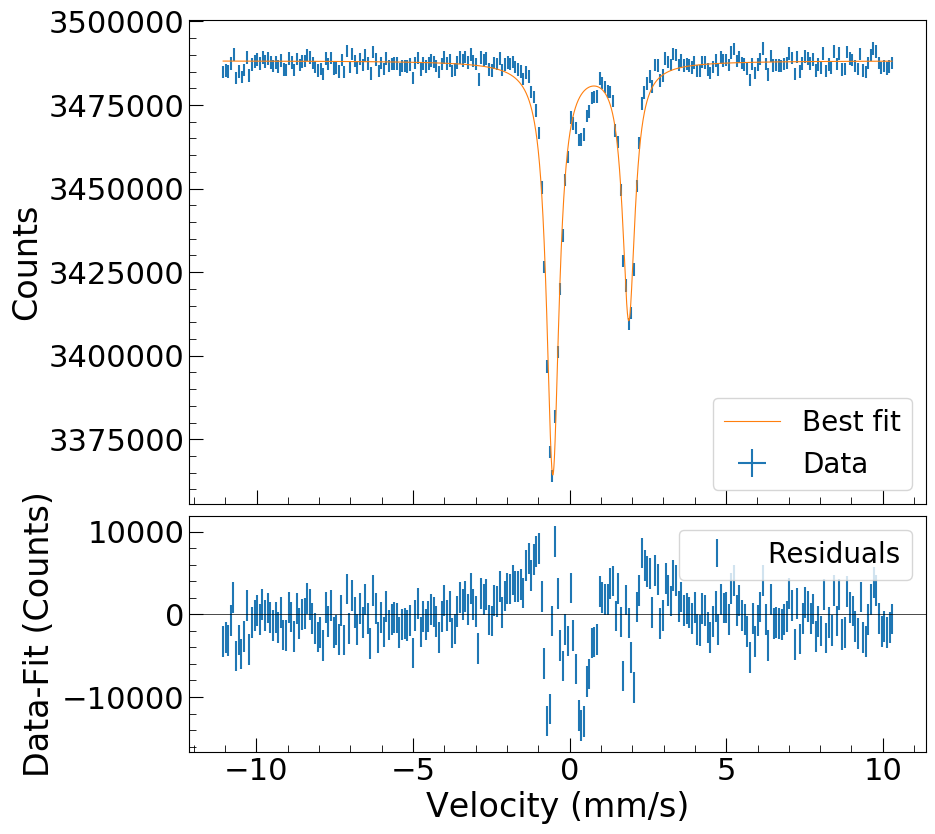 3500000
3475000
3450000
3425000
3400000
3375000
Counts
Best fit
Data
10000
0
−10000
Data-Fit (Counts)
Residuals
−10 −5 0 5 10
Velocity (mm/s)